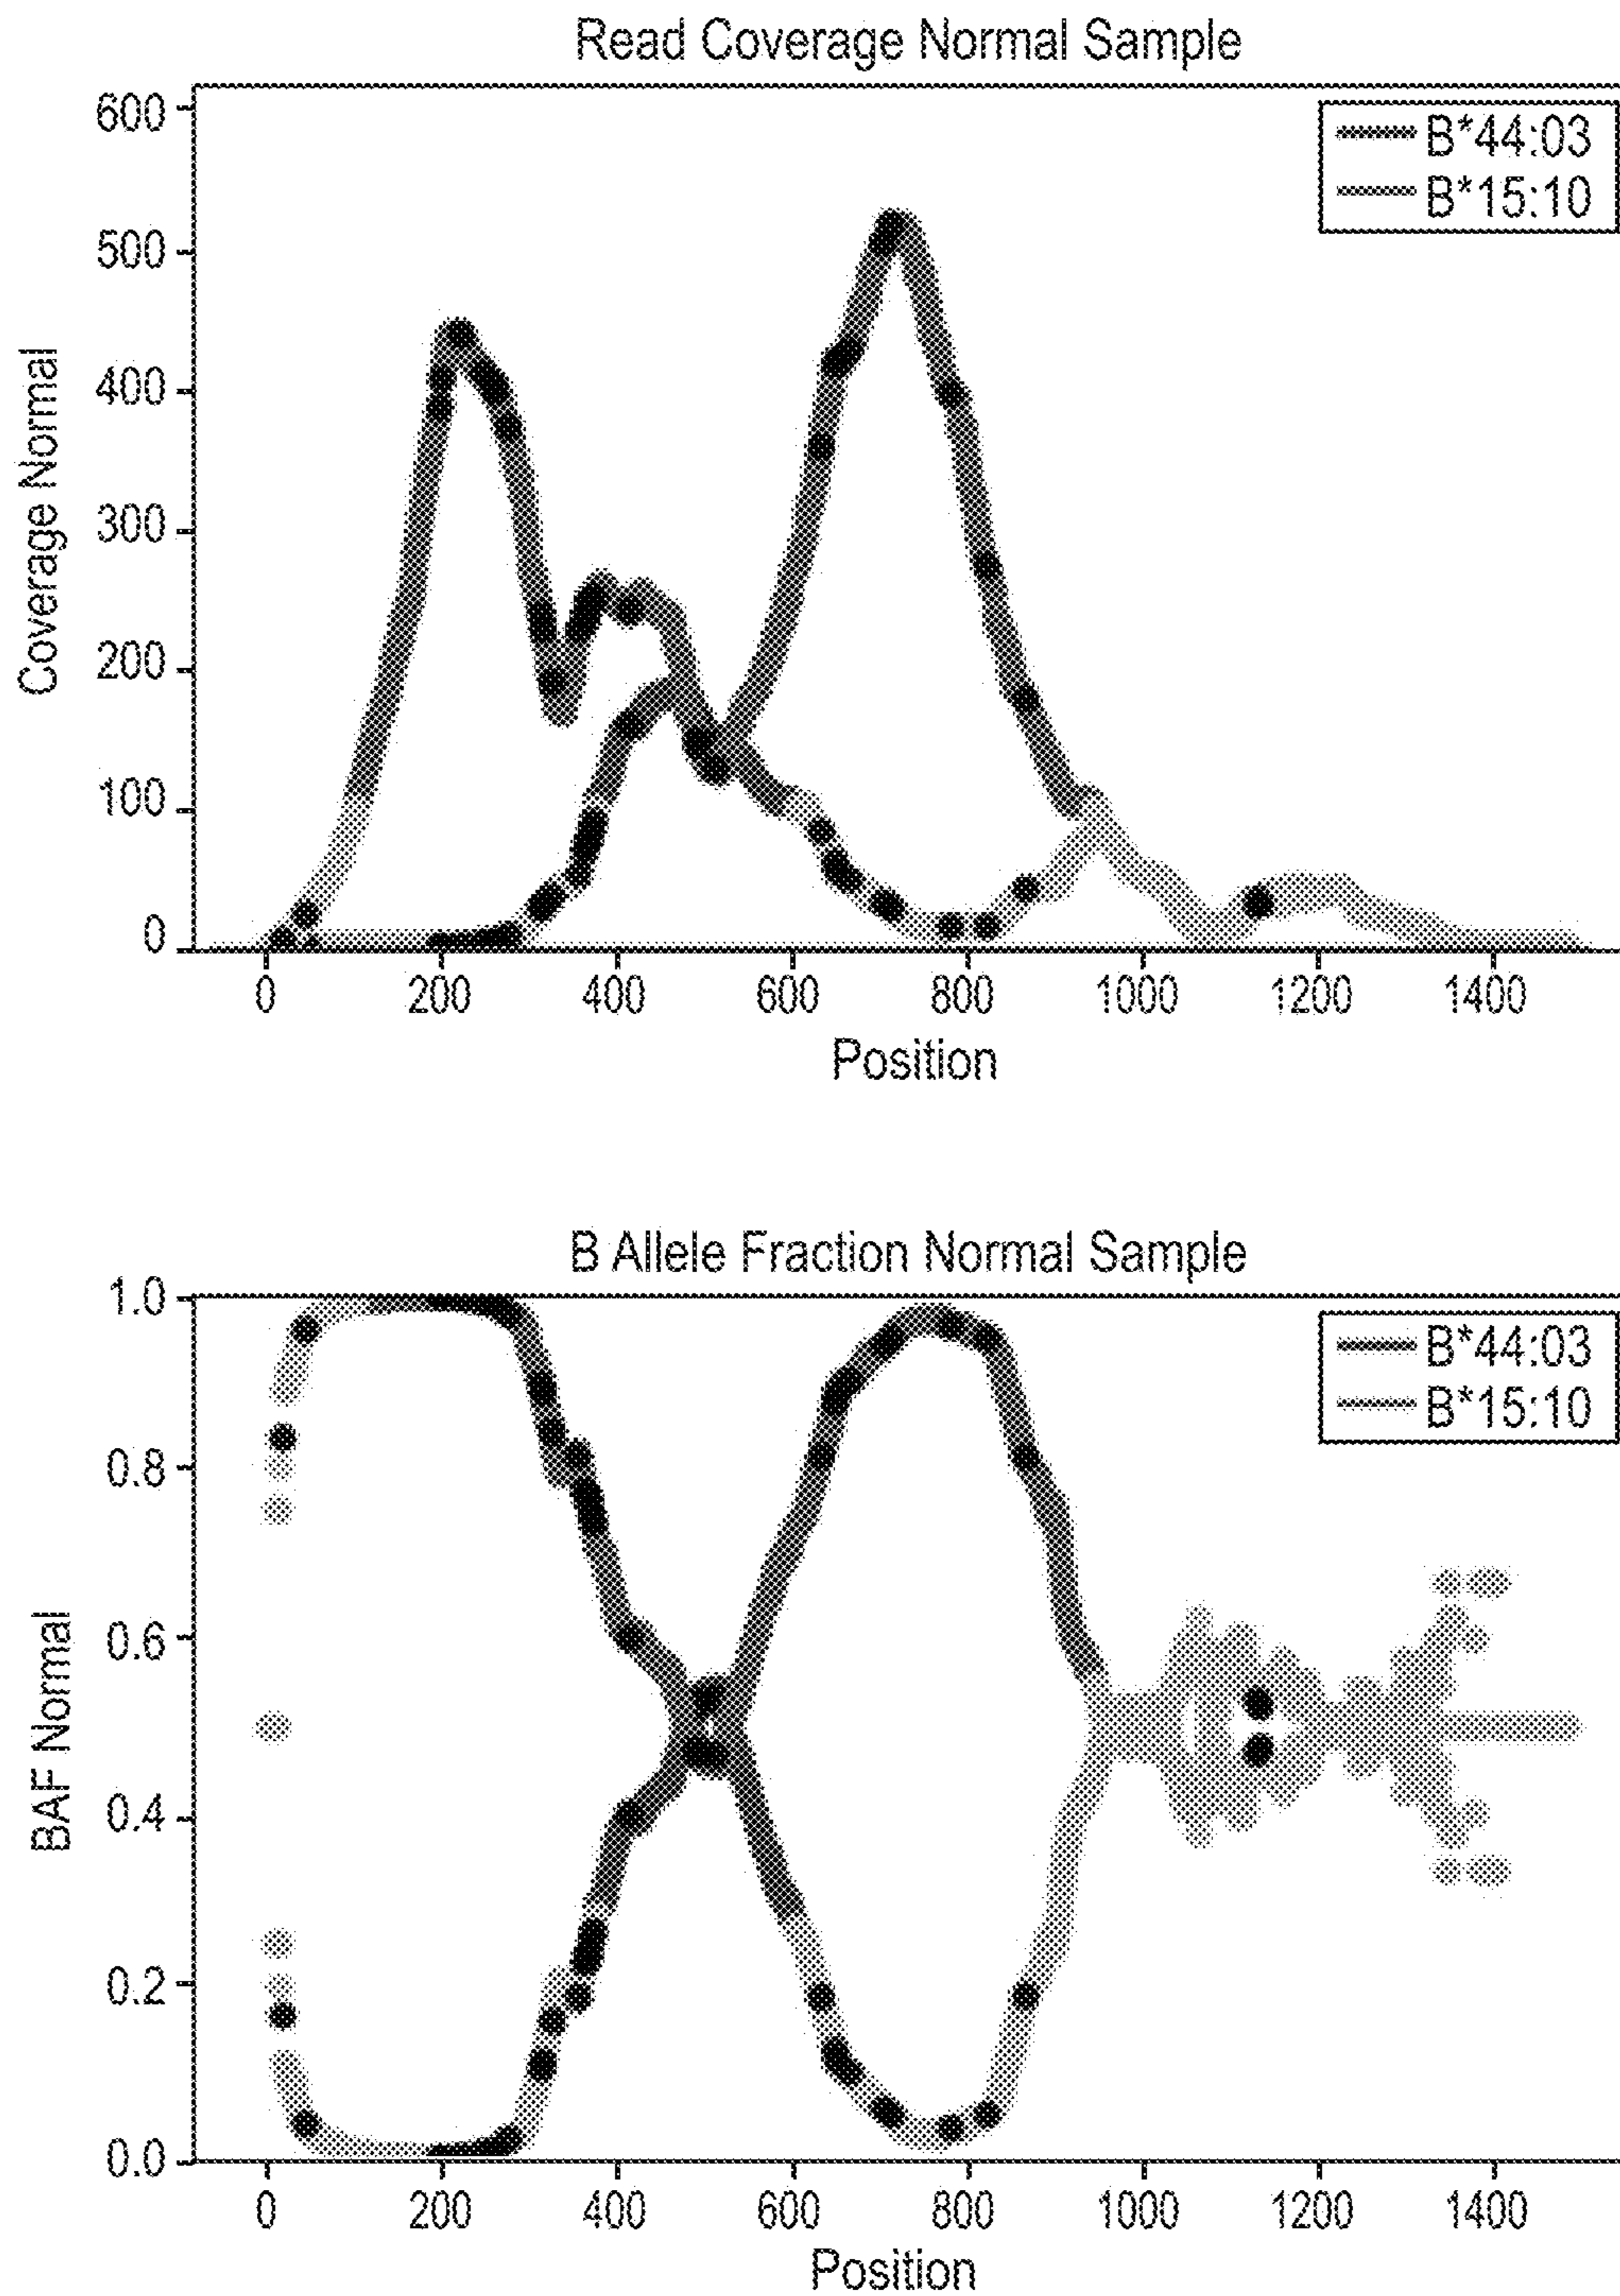 Read Coverage Normal Sample
600
500
400
300
200
100
0
Coverage Normal
B*44:03
B*15:10
0 200 400 600 800 1000 1200 1400
Position
B Allele Fraction Normal Sample
1.0
0.8
0.6
0.4
0.2
0.0
BAF Normal
B*44:03
B*15:10
0 200 400 600 800 1000 1200 1400
Position